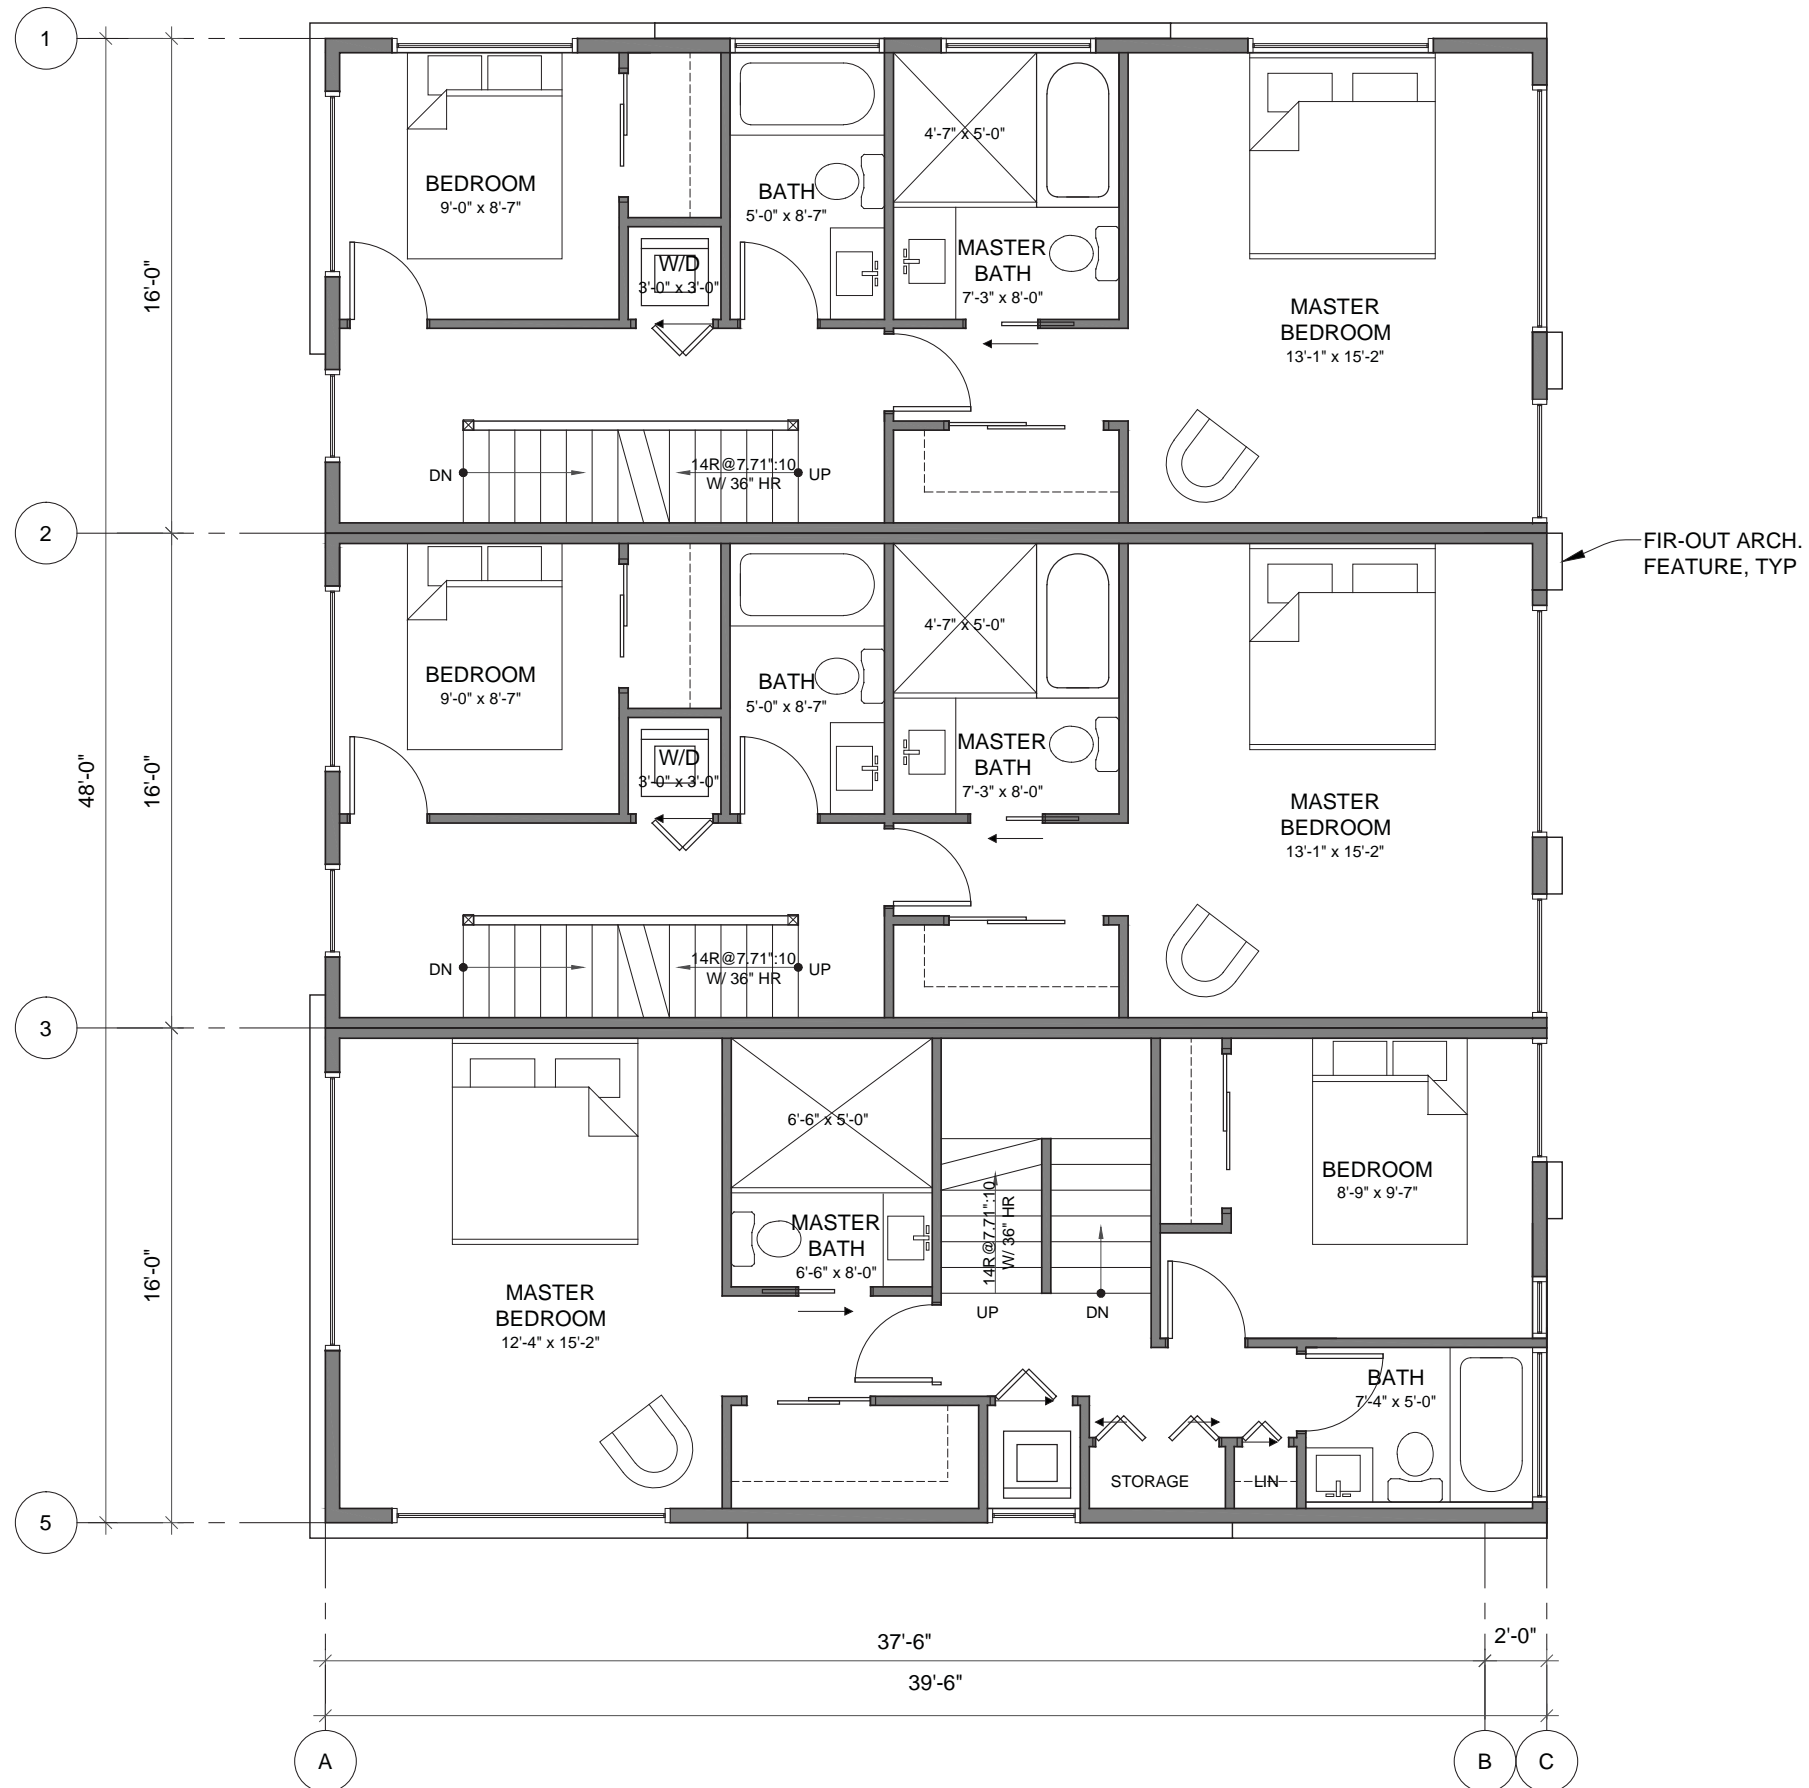 1
4'-7" x 5'-0"
BEDROOM
9'-0" x 8'-7"
BATH
5'-0" x 8'-7"
W/D
3'-0" x 3'-0"
MASTER
BATH
7'-3" x 8'-0"
MASTER
BEDROOM
13'-1" x 15'-2"
16'-0"
DN
14R@7.71":10
W/ 36" HR
UP
2
FIR-OUT ARCH.
FEATURE, TYP
4'-7" x 5'-0"
BEDROOM
9'-0" x 8'-7"
BATH
5'-0" x 8'-7"
W/D
3'-0" x 3'-0"
MASTER
BATH
7'-3" x 8'-0"
MASTER
BEDROOM
13'-1" x 15'-2"
48'-0"
16'-0"
DN
14R@7.71":10
W/ 36" HR
UP
3
6'-6" x 5'-0"
MASTER
BATH
6'-6" x 8'-0"
14R@7.71":10
W/ 36" HR
UP
DN
BEDROOM
8'-9" x 9'-7"
16'-0"
MASTER
BEDROOM
12'-4" x 15'-2"
BATH
7'-4" x 5'-0"
STORAGE
LIN
5
37'-6"
2'-0"
39'-6"
A
B
C